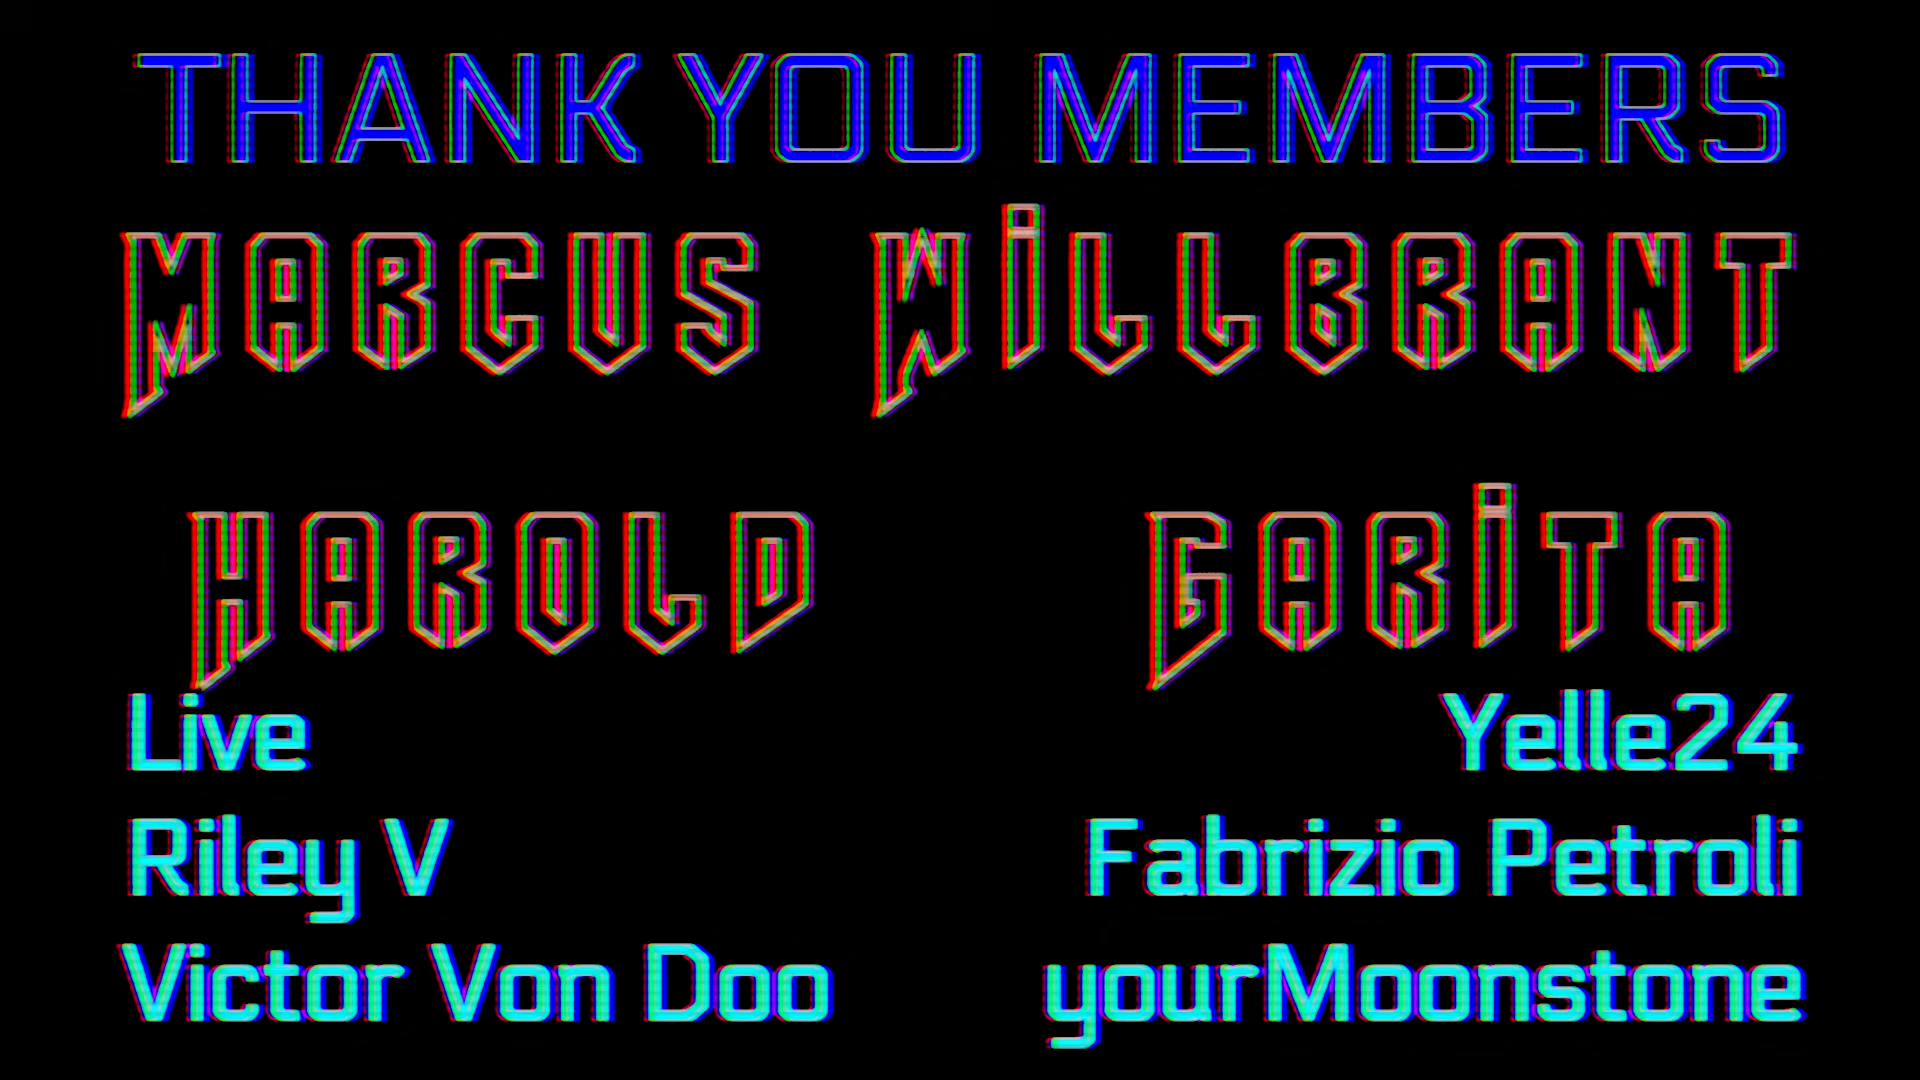 THANK YOU MEMBERS
Marcus Willbrant
Harold Garita
Live Yelle24
Riley V Fabrizio Petroli
Victor Von Doo yourMoonstone